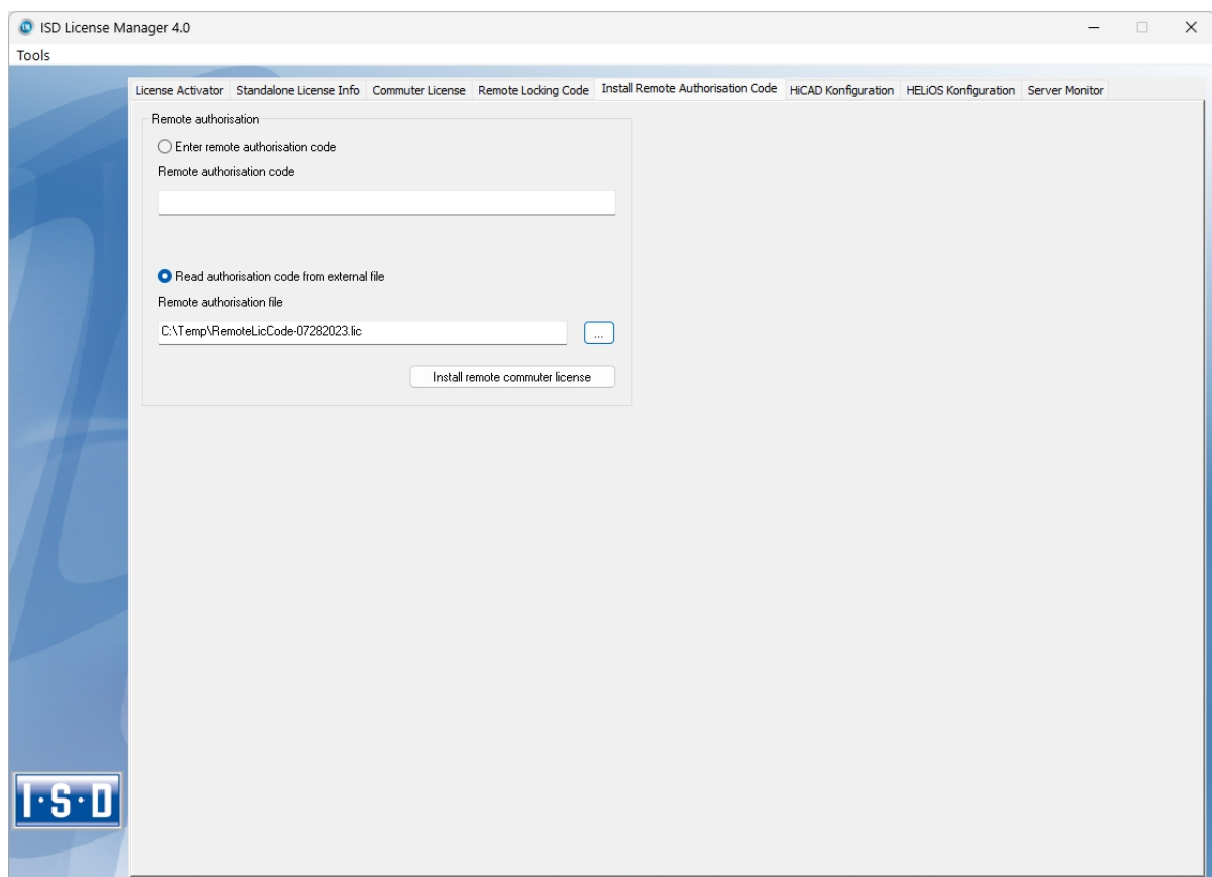 ISD License Manager 4.0
Tools
License Activator Standalone License Info Commuter License Remote Locking Code Install Remote Authorisation Code HiCAD Konfiguration HELiOS Konfiguration Server Monitor
Remote authorisation
Enter remote authorisation code
Remote authorisation code
Read authorisation code from external file
Remote authorisation file
C:\Temp\RemoteLicCode-07282023.lic
...
Install remote commuter license
I·S·D